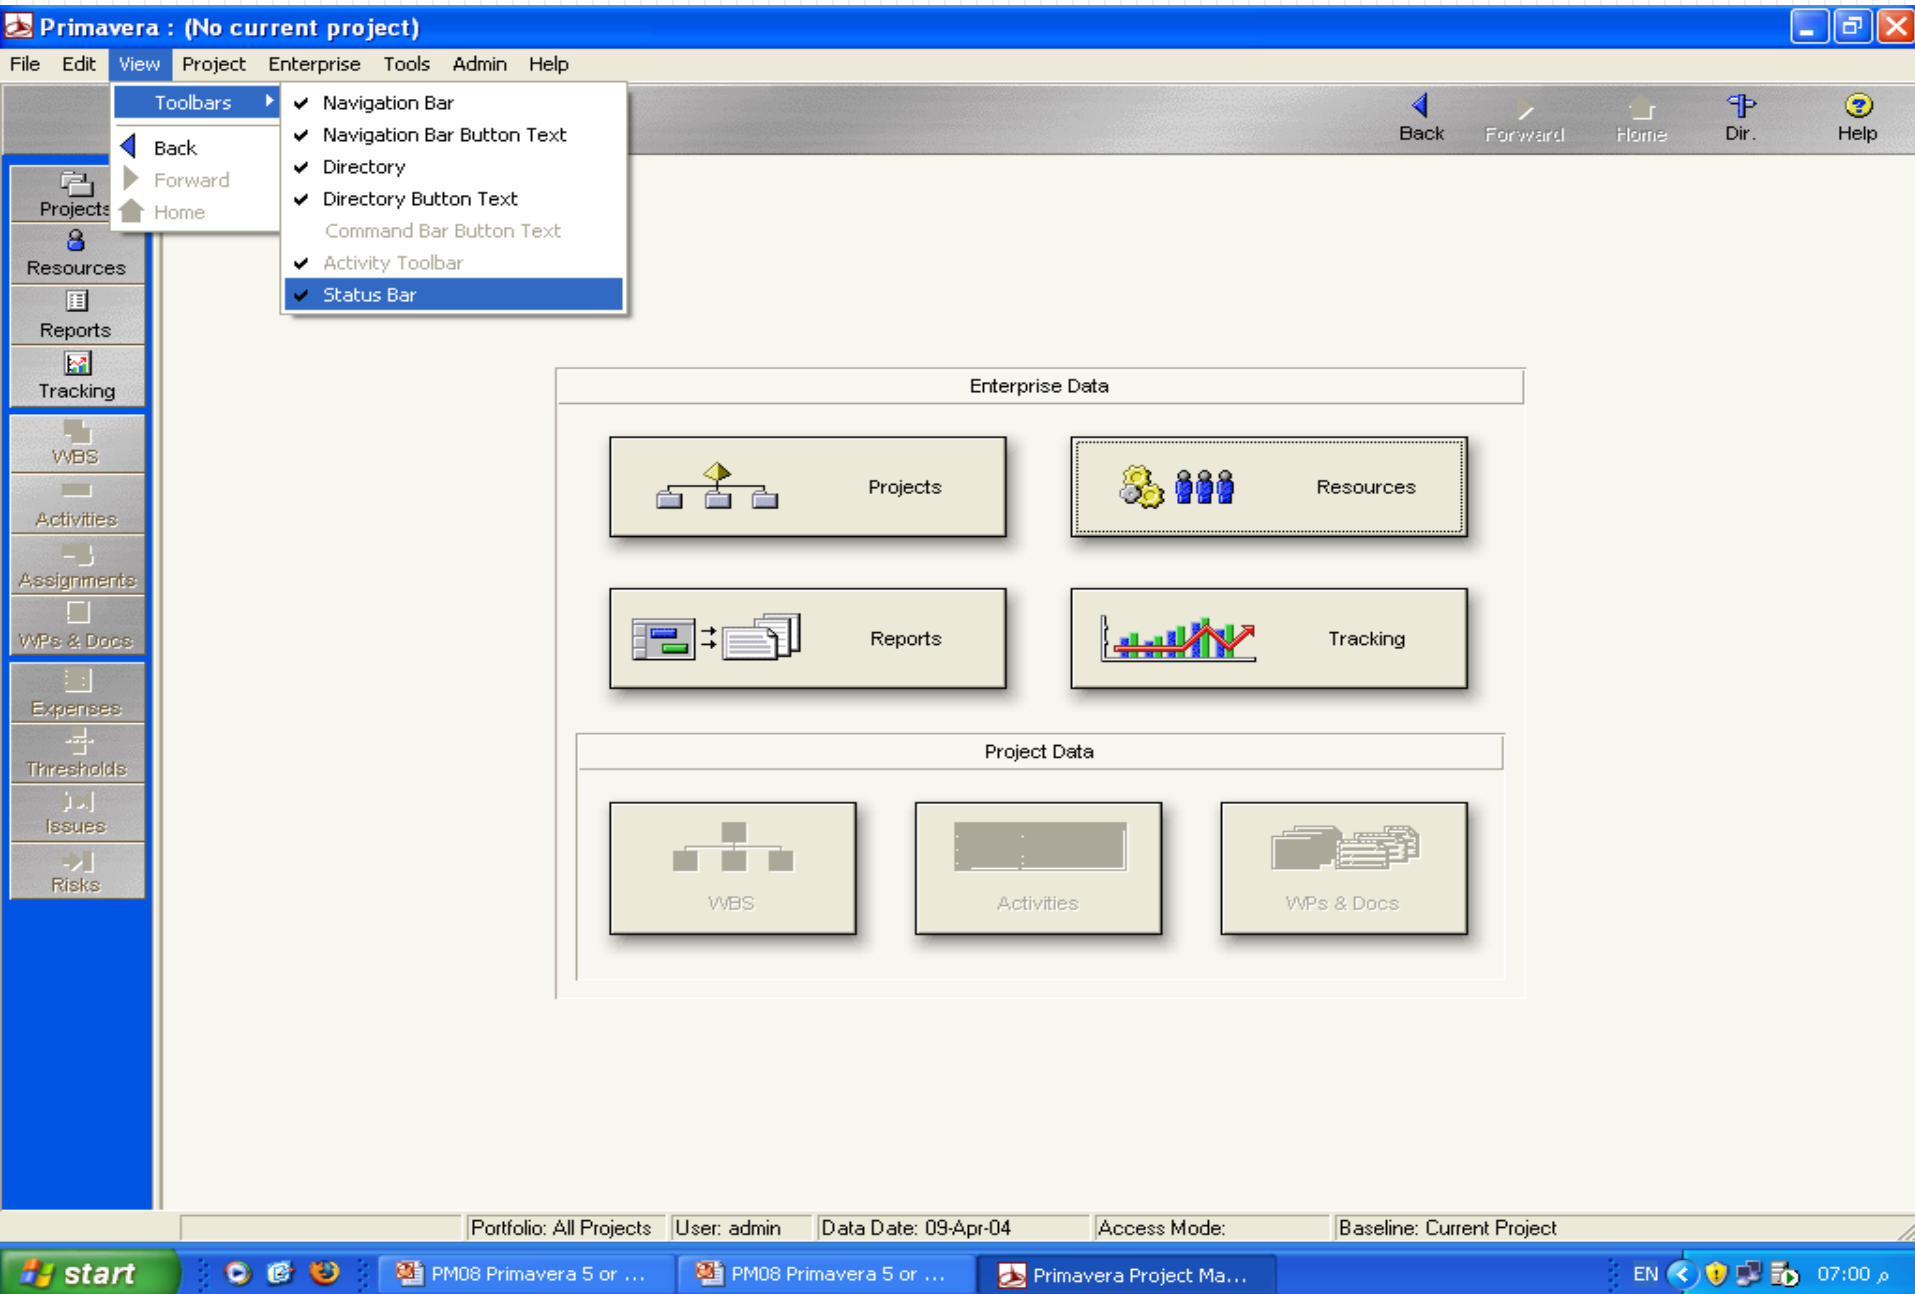 Primavera : (No current project)
File Edit View Project Enterprise Tools Admin Help
Toolbars
Back
Forward
Home
Navigation Bar
Navigation Bar Button Text
Directory
Directory Button Text
Command Bar Button Text
Activity Toolbar
Status Bar
Back Forward Home Dir. Help
Projects
Resources
Reports
Tracking
WBS
Activities
Assignments
WPs & Docs
Expenses
Thresholds
Issues
Risks
Enterprise Data
Projects Resources
Reports Tracking
Project Data
WBS Activities WPs & Docs
Portfolio: All Projects User: admin Data Date: 09-Apr-04 Access Mode: Baseline: Current Project
start PM08 Primavera 5 or ... PM08 Primavera 5 or ... Primavera Project Ma... EN 07:00 م